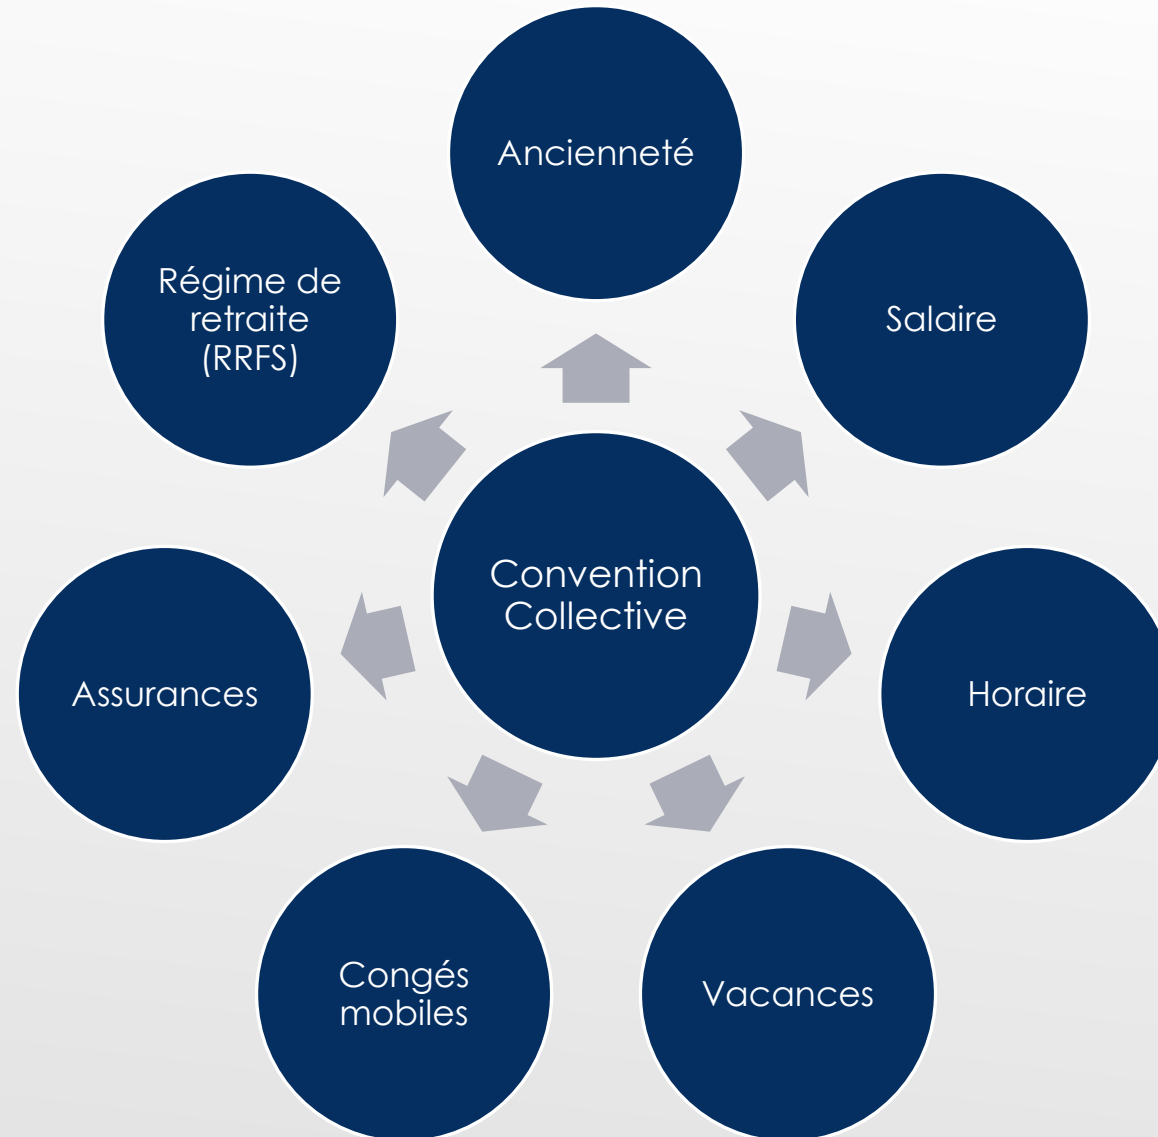 Ancienneté
Régime de
retraite
(RRFS)
Salaire
Convention
Collective
Assurances
Horaire
Congés
mobiles
Vacances